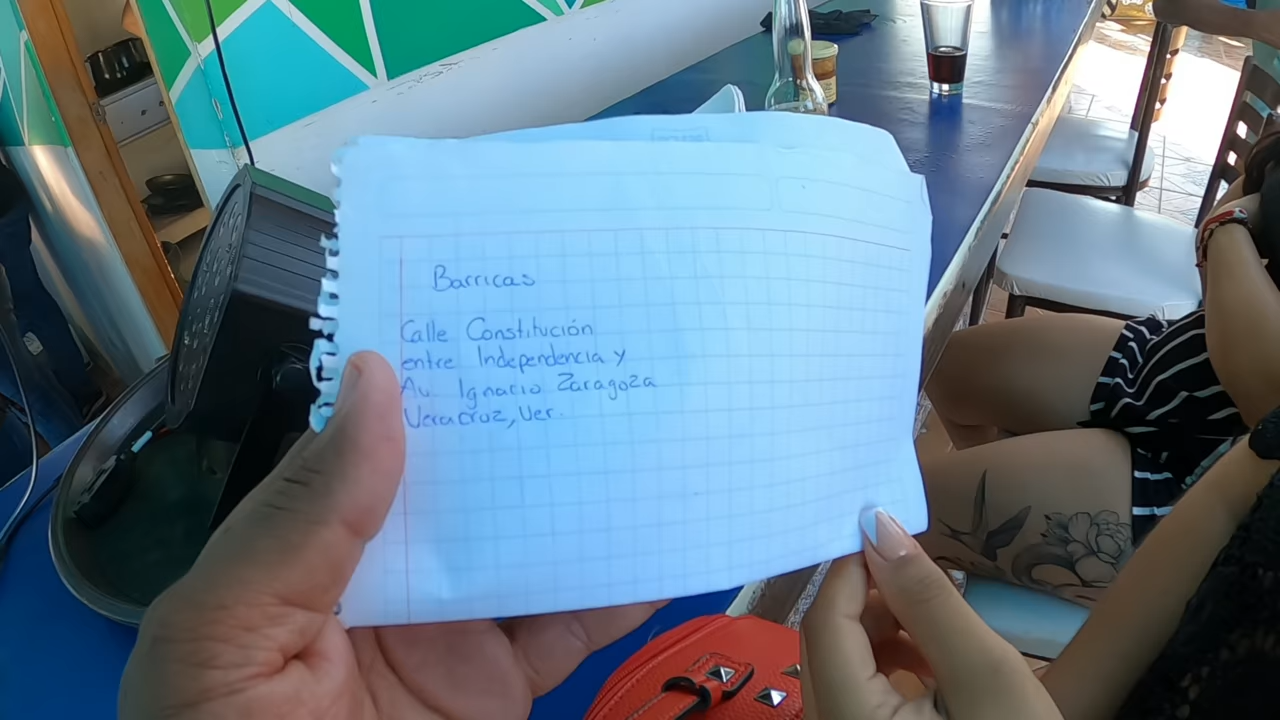 Barricas
Calle Constitución
entre Independencia y
Av. Ignacio Zaragoza
Veracruz, Ver.